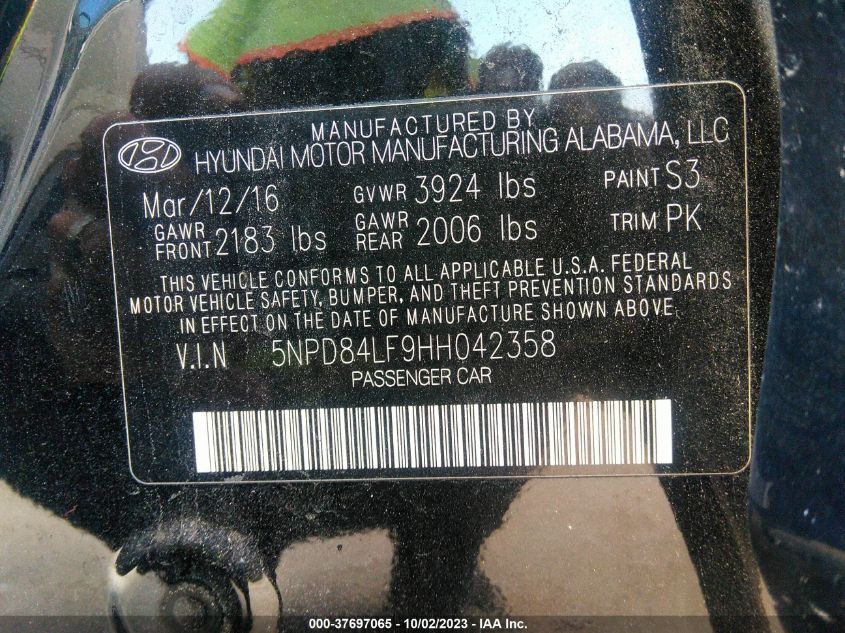 MANUFACTURED BY
HYUNDAI MOTOR MANUFACTURING ALABAMA, LLC
Mar/12/16 GVWR 3924 lbs PAINT S3
GAWR FRONT 2183 lbs GAWR REAR 2006 lbs TRIM PK
THIS VEHICLE CONFORMS TO ALL APPLICABLE U.S.A. FEDERAL
MOTOR VEHICLE SAFETY, BUMPER, AND THEFT PREVENTION STANDARDS
IN EFFECT ON THE DATE OF MANUFACTURE SHOWN ABOVE.
V.I.N 5NPD84LF9HH042358
PASSENGER CAR
000-37697065 - 10/02/2023 - IAA Inc.